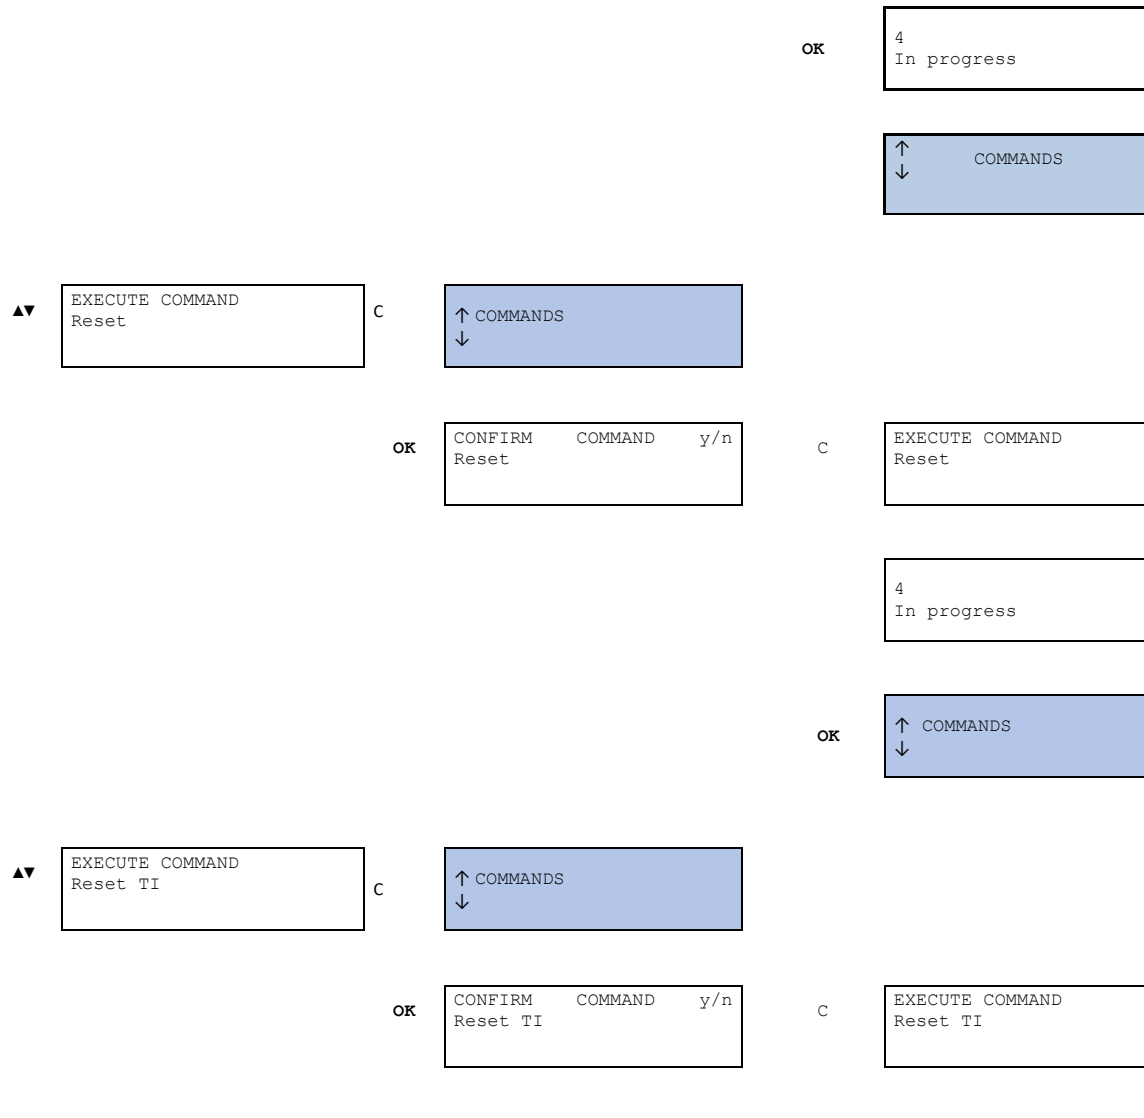 OK
4
In progress
↑
↓
COMMANDS
▲▼
EXECUTE COMMAND
Reset
C
↑ COMMANDS
↓
OK
CONFIRM COMMAND y/n
Reset
C
EXECUTE COMMAND
Reset
4
In progress
OK
↑ COMMANDS
↓
▲▼
EXECUTE COMMAND
Reset TI
C
↑ COMMANDS
↓
OK
CONFIRM COMMAND y/n
Reset TI
C
EXECUTE COMMAND
Reset TI